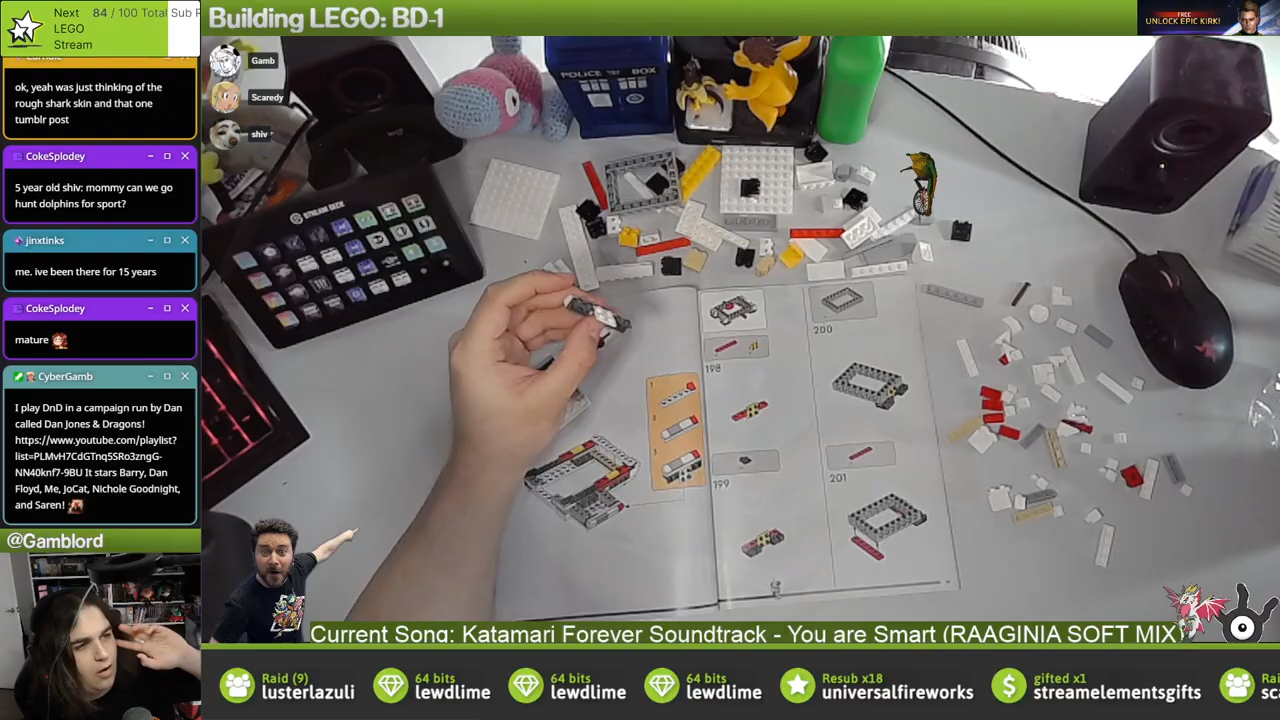 Next
LEGO
Stream
84 / 100 Total Sub
Building LEGO: BD-1
FREE
UNLOCK EPIC KIRK!
ok, yeah was just thinking of the
rough shark skin and that one
tumblr post
CokeSplodey
5 year old shiv: mommy can we go
hunt dolphins for sport?
jinxtinks
me. ive been there for 15 years
CokeSplodey
mature
CyberGamb
I play DnD in a campaign run by Dan
called Dan Jones & Dragons!
https://www.youtube.com/playlist?
list=PLMvH7CdGTnq5SRo3zngG-
NN40knf7-9BU It stars Barry, Dan
Floyd, Me, JoCat, Nichole Goodnight,
and Saren!
@Gamblord
Gamb
Scaredy
shiv
POLICE BOX
STREAM DECK
1
2
3
198
199
200
201
Current Song: Katamari Forever Soundtrack - You are Smart (RAAGINIA SOFT MIX)
Raid (9)
lusterlazuli
64 bits
lewdlime
64 bits
lewdlime
64 bits
lewdlime
Resub x18
universalfireworks
gifted x1
streamelementsgifts